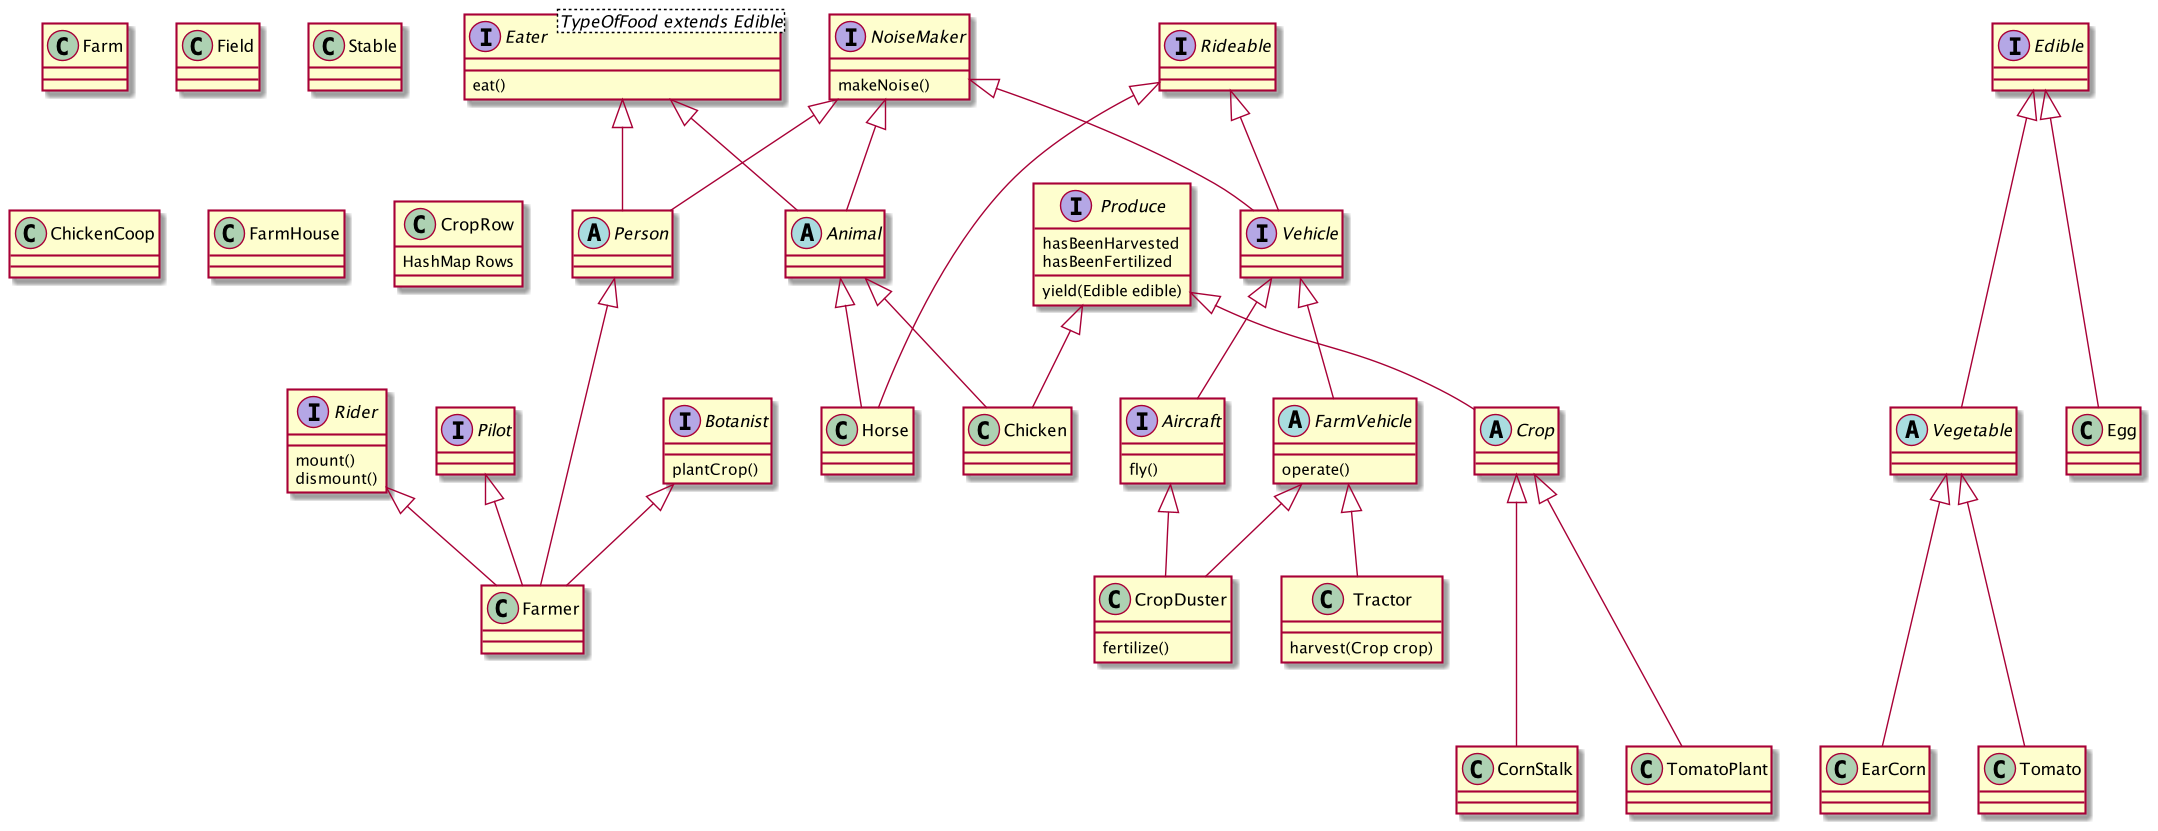 C Farm
C Field
C Stable
I Eater
TypeOfFood extends Edible
eat()
I NoiseMaker
makeNoise()
I Rideable
I Edible
C ChickenCoop
C FarmHouse
C CropRow
HashMap Rows
A Person
A Animal
I Produce
hasBeenHarvested
hasBeenFertilized
yield(Edible edible)
I Vehicle
I Rider
mount()
dismount()
I Pilot
I Botanist
plantCrop()
C Horse
C Chicken
I Aircraft
fly()
A FarmVehicle
operate()
A Crop
A Vegetable
C Egg
C Farmer
C CropDuster
fertilize()
C Tractor
harvest(Crop crop)
C CornStalk
C TomatoPlant
C EarCorn
C Tomato